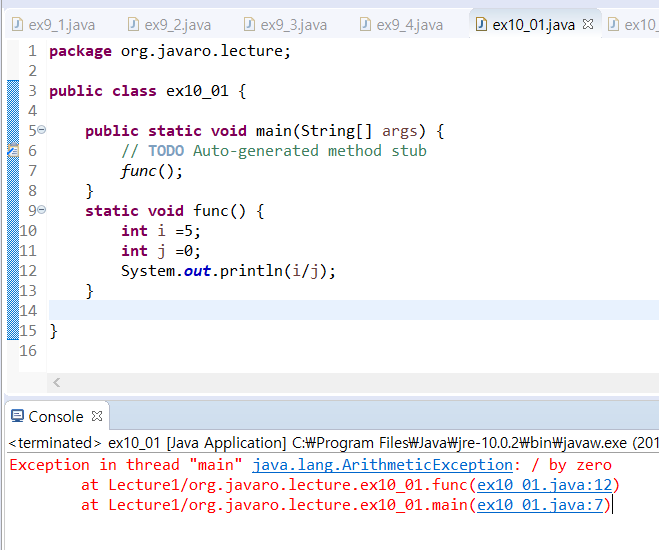 ex9_1.java ex9_2.java ex9_3.java ex9_4.java ex10_01.java ex10_
1 package org.javaro.lecture;
2
3 public class ex10_01 {
4
5 public static void main(String[] args) {
6 // TODO Auto-generated method stub
7 func();
8 }
9 static void func() {
10 int i =5;
11 int j =0;
12 System.out.println(i/j);
13 }
14
15 }
16
Console
<terminated> ex10_01 [Java Application] C:₩Program Files₩Java₩jre-10.0.2₩bin₩javaw.exe (201
Exception in thread "main" java.lang.ArithmeticException: / by zero
at Lecture1/org.javaro.lecture.ex10_01.func(ex10_01.java:12)
at Lecture1/org.javaro.lecture.ex10_01.main(ex10_01.java:7)